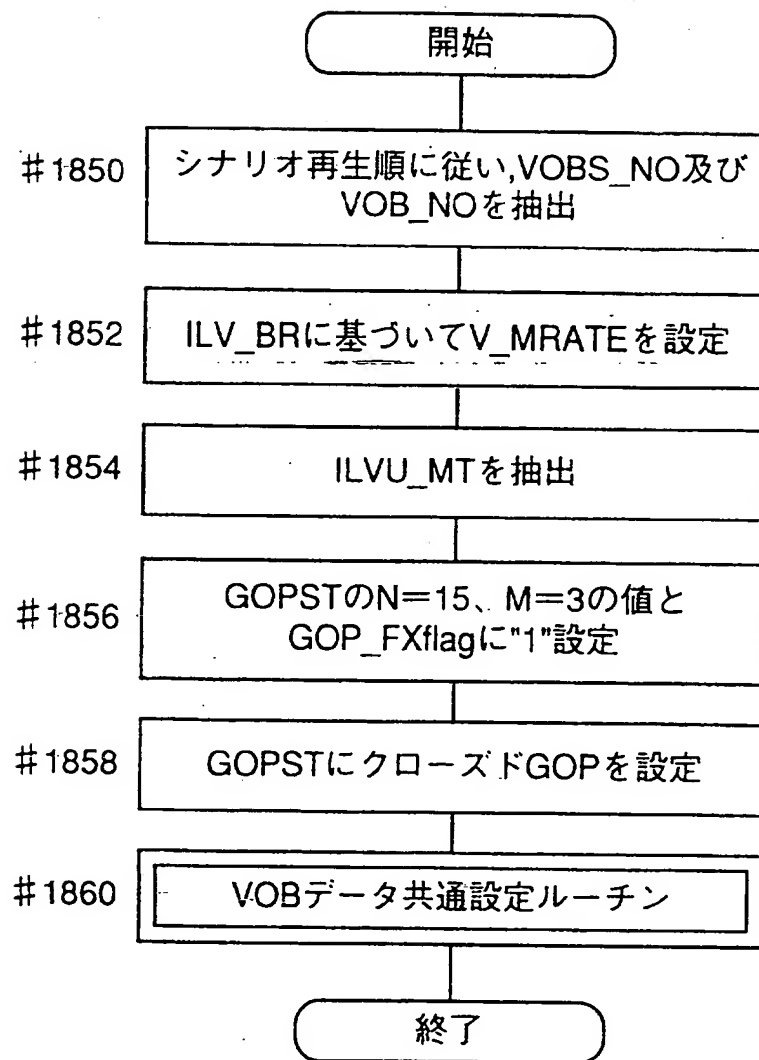 開始
#1850
シナリオ再生順に従い,VOBS_NO及び
VOB_NOを抽出
#1852
ILV_BRに基づいてV_MRATEを設定
#1854
ILVU_MTを抽出
#1856
GOPSTのN=15、M=3の値と
GOP_FXflagに"1"設定
#1858
GOPSTにクローズドGOPを設定
#1860
VOBデータ共通設定ルーチン
終了